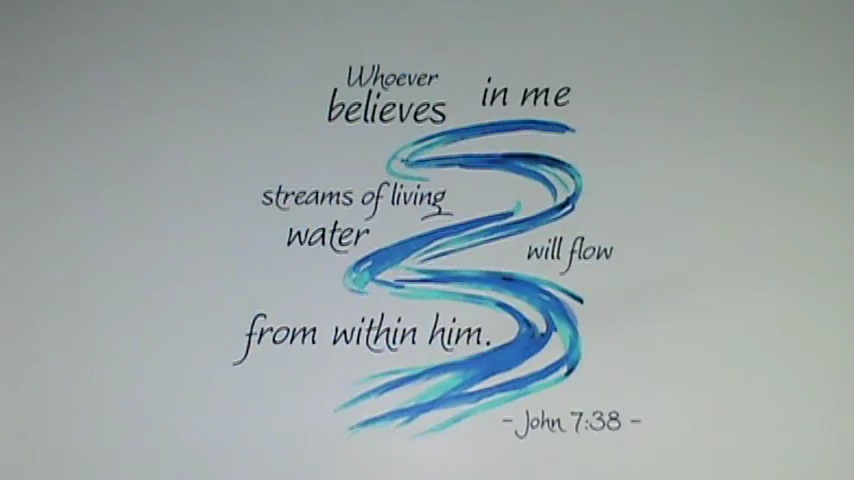 Whoever
believes in me
streams of living
water
will flow
from within him.
- John 7:38 -